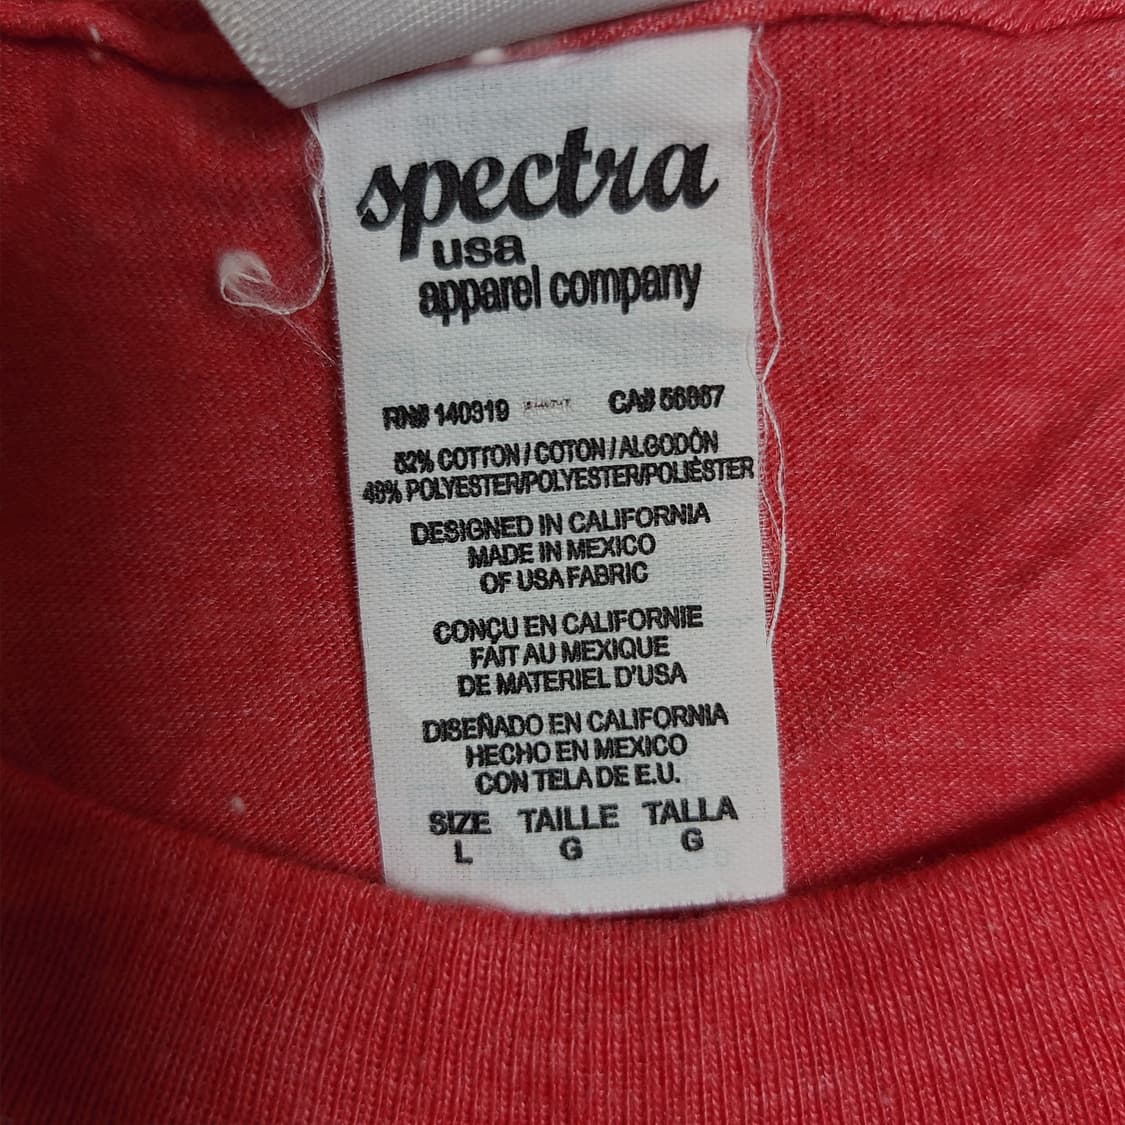 spectra
usa
apparel company
RN# 140319 CA# 56867
52% COTTON / COTON / ALGODÔN
48% POLYESTER/POLYESTER/POLIÈSTER
DESIGNED IN CALIFORNIA
MADE IN MEXICO
OF USA FABRIC
CONÇU EN CALIFORNIE
FAIT AU MEXIQUE
DE MATERIEL D'USA
DISEÑADO EN CALIFORNIA
HECHO EN MEXICO
CON TELA DE E.U.
SIZE TAILLE TALLA
L G G